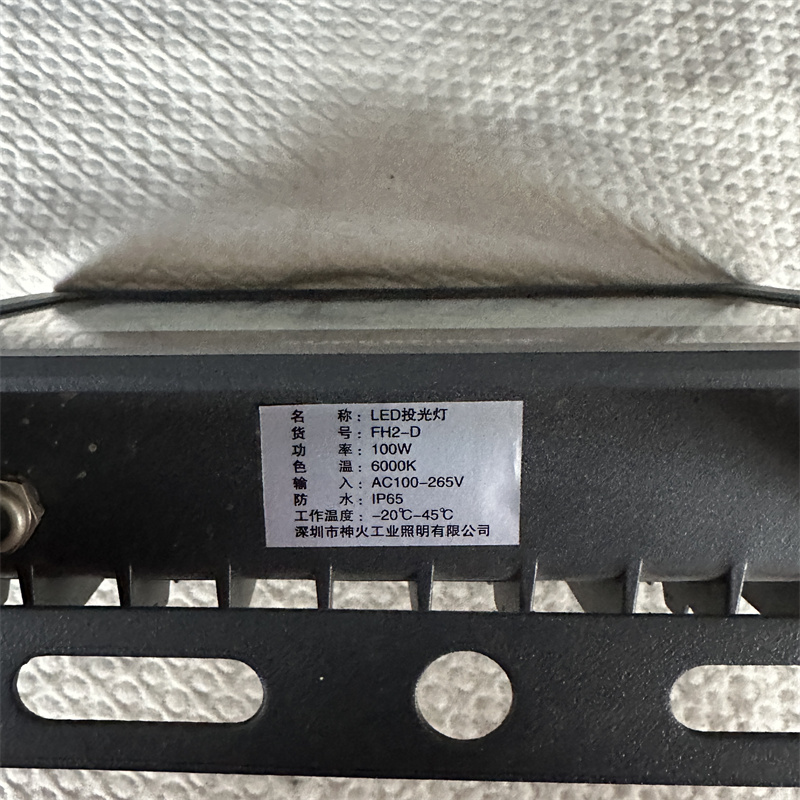 名 称：LED投光灯
货 号：FH2-D
功 率：100W
色 温：6000K
输 入：AC100-265V
防 水：IP65
工作温度：-20℃-45℃
深圳市神火工业照明有限公司